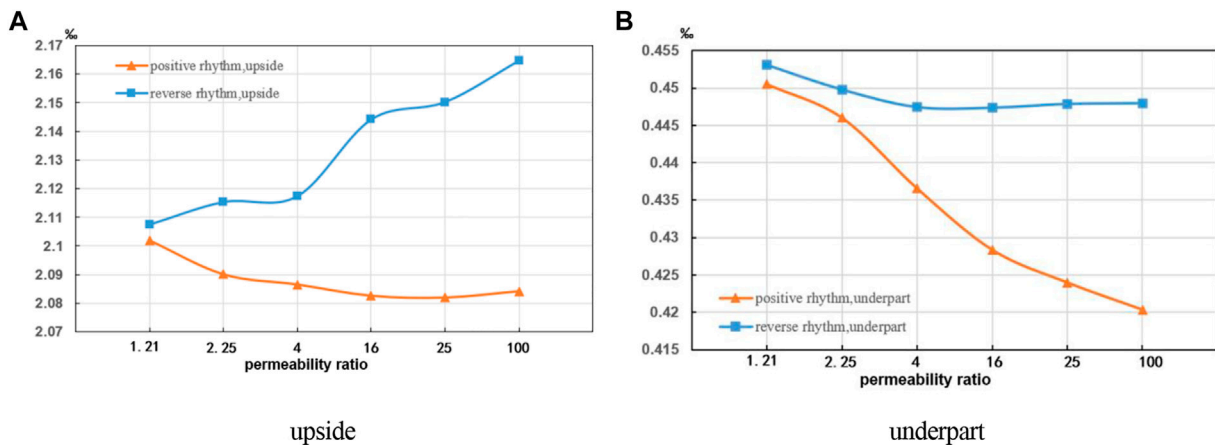 A
‰
2.17
2.16
2.15
2.14
2.13
2.12
2.11
2.1
2.09
2.08
2.07
positive rhythm,upside
reverse rhythm,upside
1.21 2.25 4 16 25 100
permeability ratio
upside
B
‰
0.455
0.45
0.445
0.44
0.435
0.43
0.425
0.42
0.415
positive rhythm,underpart
reverse rhythm,underpart
1.21 2.25 4 16 25 100
permeability ratio
underpart